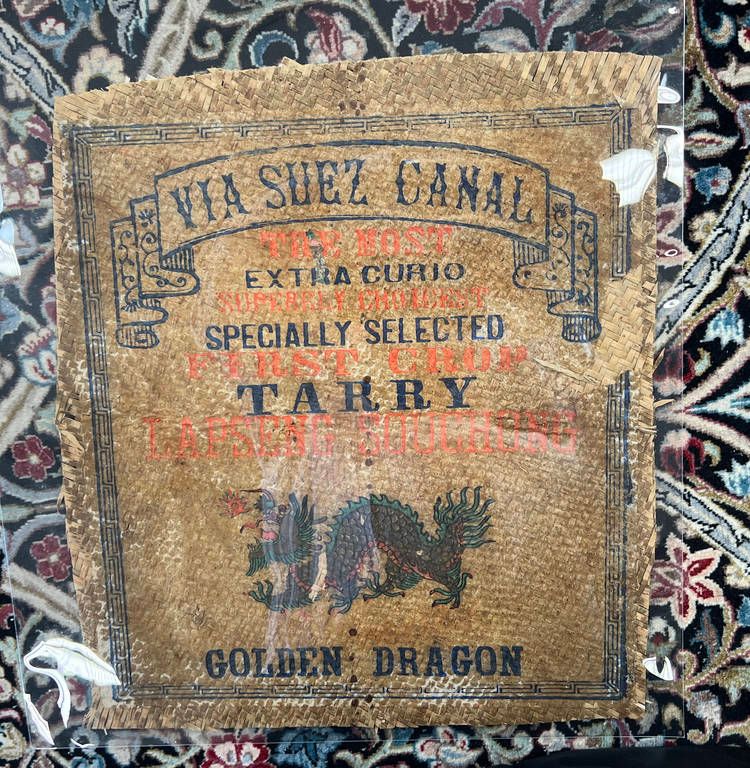 VIA SUEZ CANAL
THE MOST
EXTRA CURIO
SUPERBLY CHOICEST
SPECIALLY SELECTED
FIRST CROP
TARRY
LAPSENG SOUCHONG
GOLDEN DRAGON